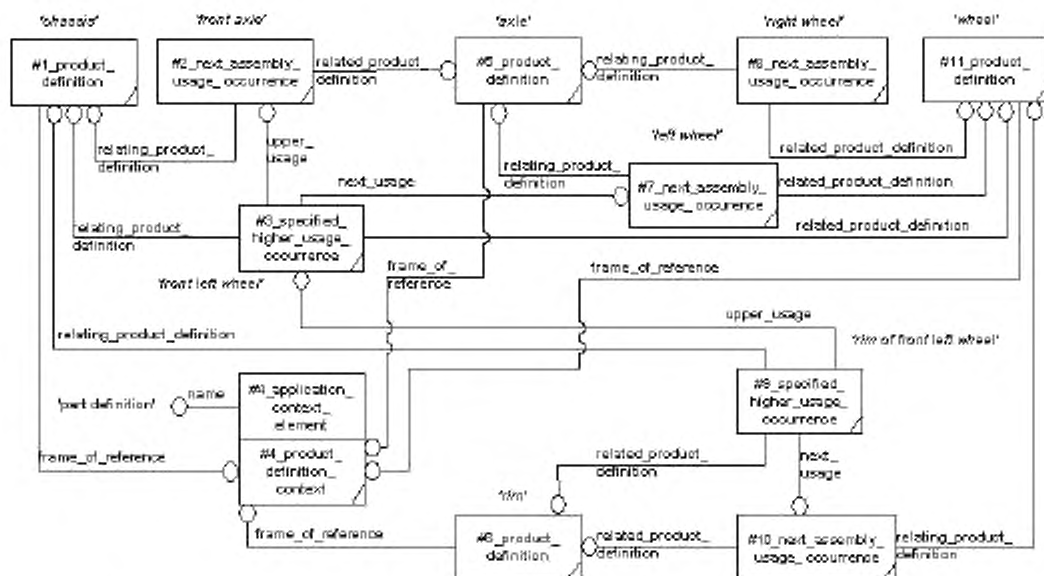 'chassis' 'front axle' 'axle' 'right wheel' 'wheel'
#1_product_
definition
#2_next_assembly_
usage_occurrence
related_product_
definition
#5_product_
definition
relating_product_
definition
#8_next_assembly_
usage_occurrence
#11_product_
definition
relating_product_
definition
upper_
usage
'left wheel'
related_product_definition
relating_product_
definition
next_usage
#7_next_assembly_
usage_occurence
related_product_definition
relating_product_
definition
#3_specified_
higher_usage_
occurrence
related_product_definition
'front left wheel'
frame_of_
reference
frame_of_reference
upper_usage
relating_product_definition
'rim of front left wheel'
'part definition'
name
#4_application_
context_
element
#9_specified_
higher_usage_
occurrence
frame_of_reference
#4_product_
definition_
context
related_product_
definition
next_
usage
'rim'
frame_of_reference
#6_product_
definition
related_product_
definition
#10_next_assembly_
usage_occurrence
relating_product_
definition